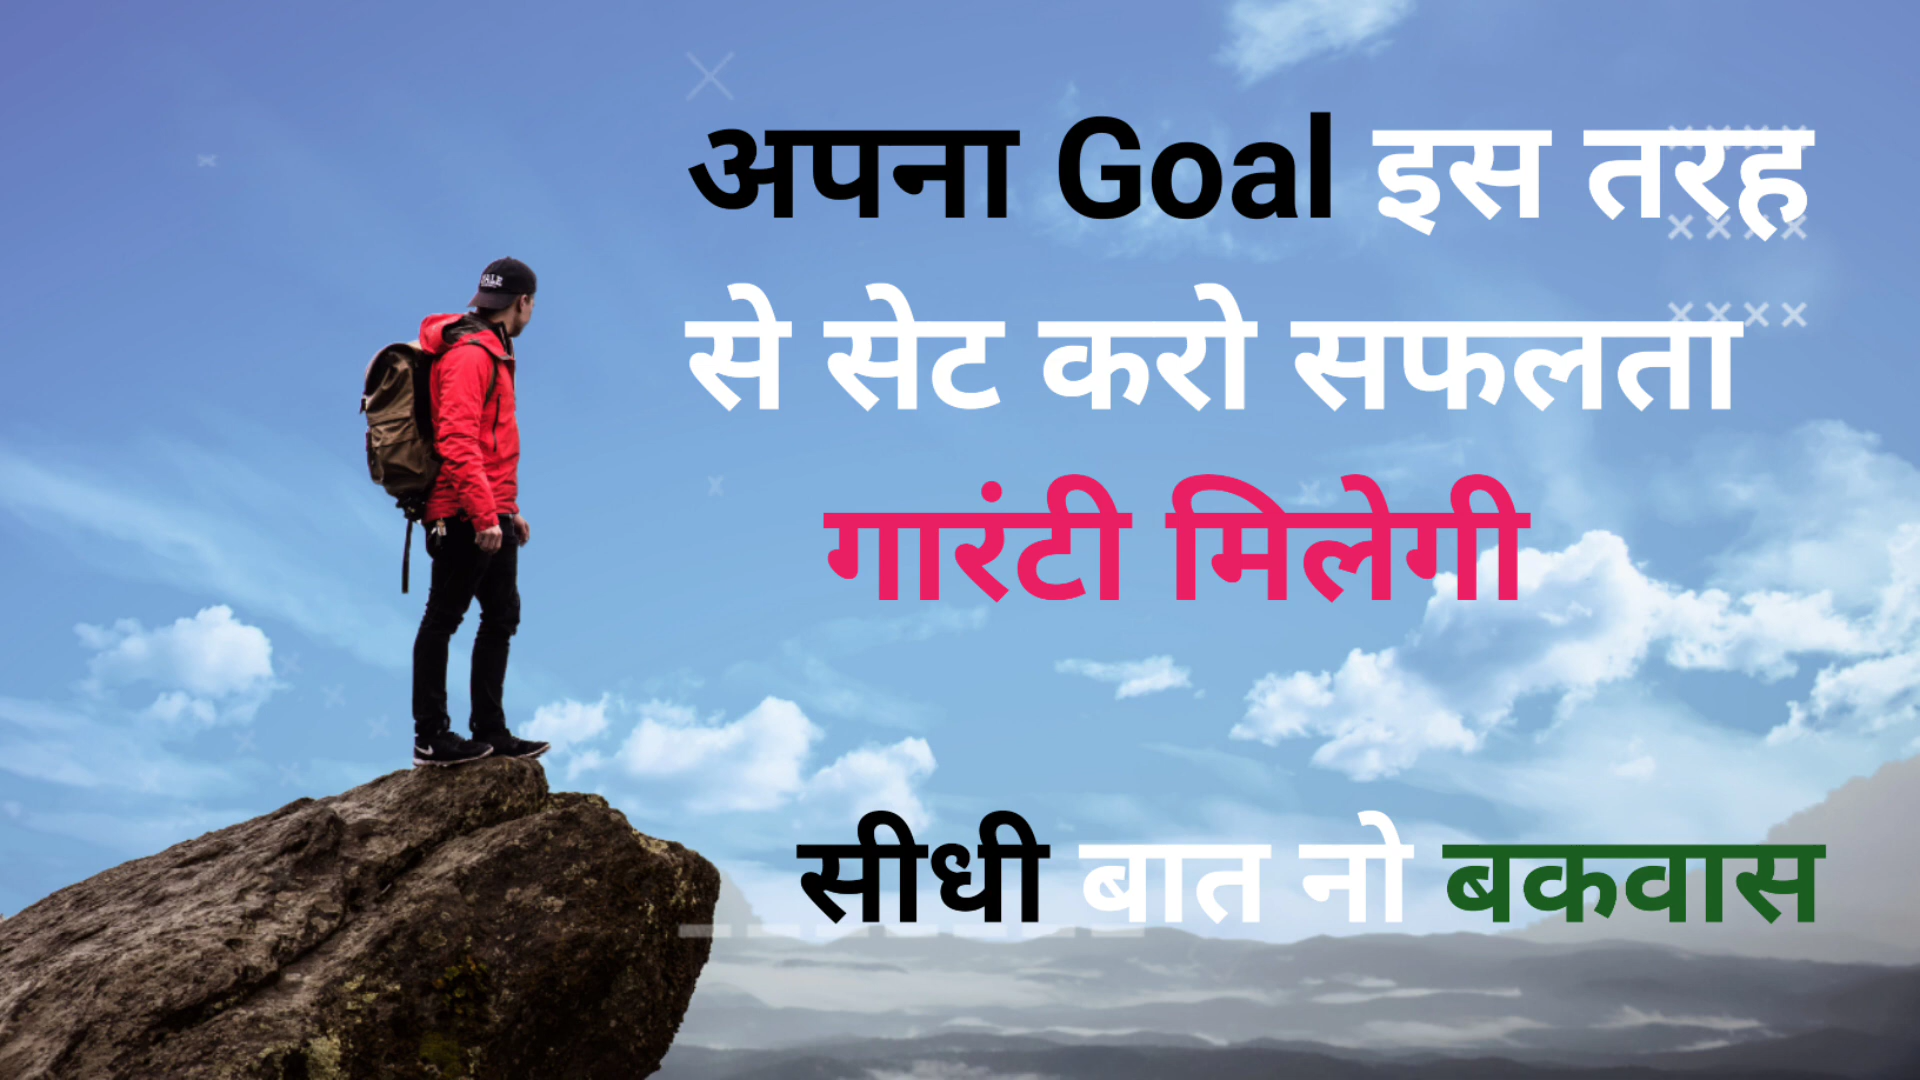 अपना Goal इस तरह
से सेट करो सफलता
गारंटी मिलेगी
सीधी बात नो बकवास